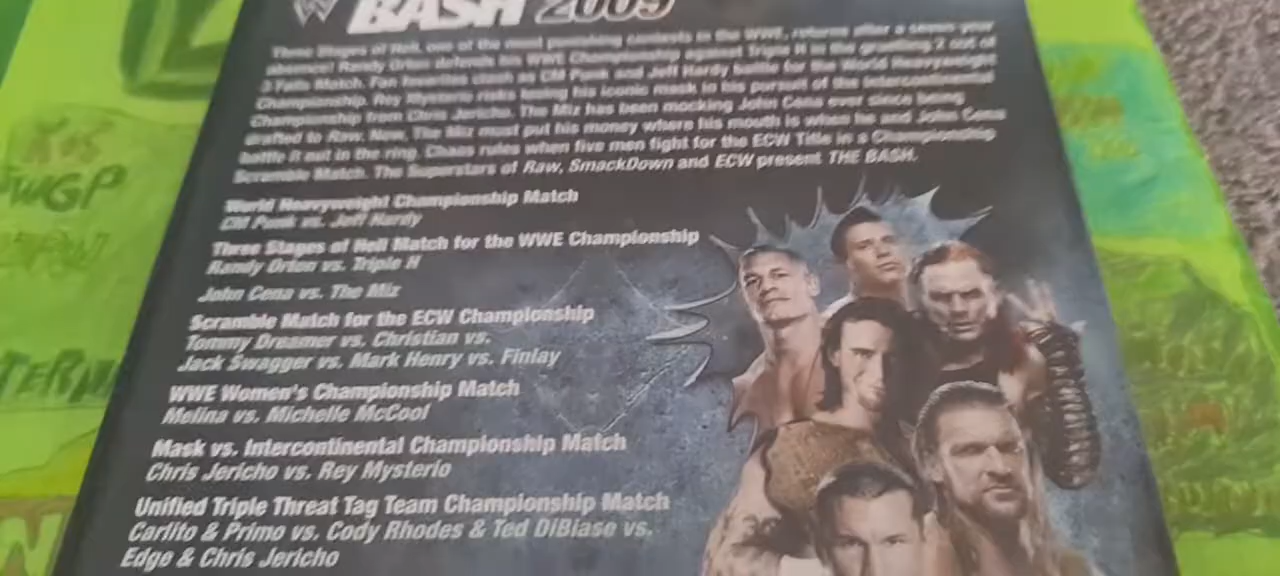 W BASH 2009
Three Stages of Hell, one of the most punishing contests in the WWE, returns after a seven year
absence! Randy Orton defends his WWE Championship against Triple H in the gruelling 2 out of
3 Falls Match. Fan favorites clash as CM Punk and Jeff Hardy battle for the World Heavyweight
Championship. Rey Mysterio risks losing his iconic mask in his pursuit of the Intercontinental
Championship from Chris Jericho. The Miz has been mocking John Cena ever since being
drafted to Raw. Now, The Miz must put his money where his mouth is when he and John Cena
battle it out in the ring. Chaos rules when five men fight for the ECW Title in a Championship
Scramble Match. The Superstars of Raw, SmackDown and ECW present THE BASH.
World Heavyweight Championship Match
CM Punk vs. Jeff Hardy
Three Stages of Hell Match for the WWE Championship
Randy Orton vs. Triple H
John Cena vs. The Miz
Scramble Match for the ECW Championship
Tommy Dreamer vs. Christian vs.
Jack Swagger vs. Mark Henry vs. Finlay
WWE Women's Championship Match
Melina vs. Michelle McCool
Mask vs. Intercontinental Championship Match
Chris Jericho vs. Rey Mysterio
Unified Triple Threat Tag Team Championship Match
Carlito & Primo vs. Cody Rhodes & Ted DiBiase vs.
Edge & Chris Jericho
WGP